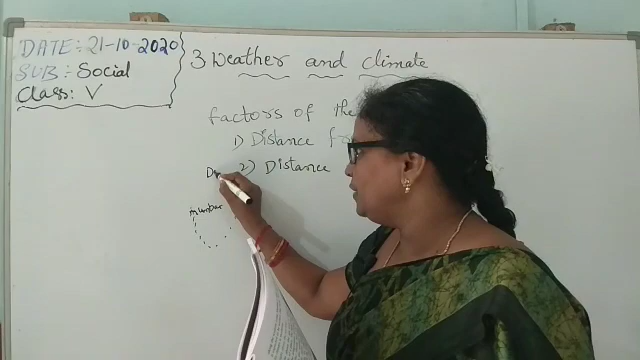 DATE:- 21-10-2020
SUB:- Social
Class: V
3 Weather and climate
factors of the
1) Distance
2) Distance